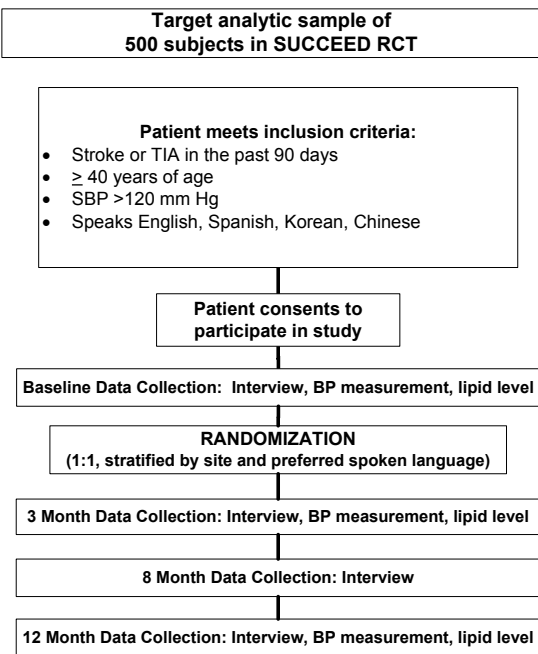 Target analytic sample of
500 subjects in SUCCEED RCT
Patient meets inclusion criteria:
• Stroke or TIA in the past 90 days
• ≥ 40 years of age
• SBP >120 mm Hg
• Speaks English, Spanish, Korean, Chinese
Patient consents to
participate in study
Baseline Data Collection: Interview, BP measurement, lipid level
RANDOMIZATION
(1:1, stratified by site and preferred spoken language)
3 Month Data Collection: Interview, BP measurement, lipid level
8 Month Data Collection: Interview
12 Month Data Collection: Interview, BP measurement, lipid level